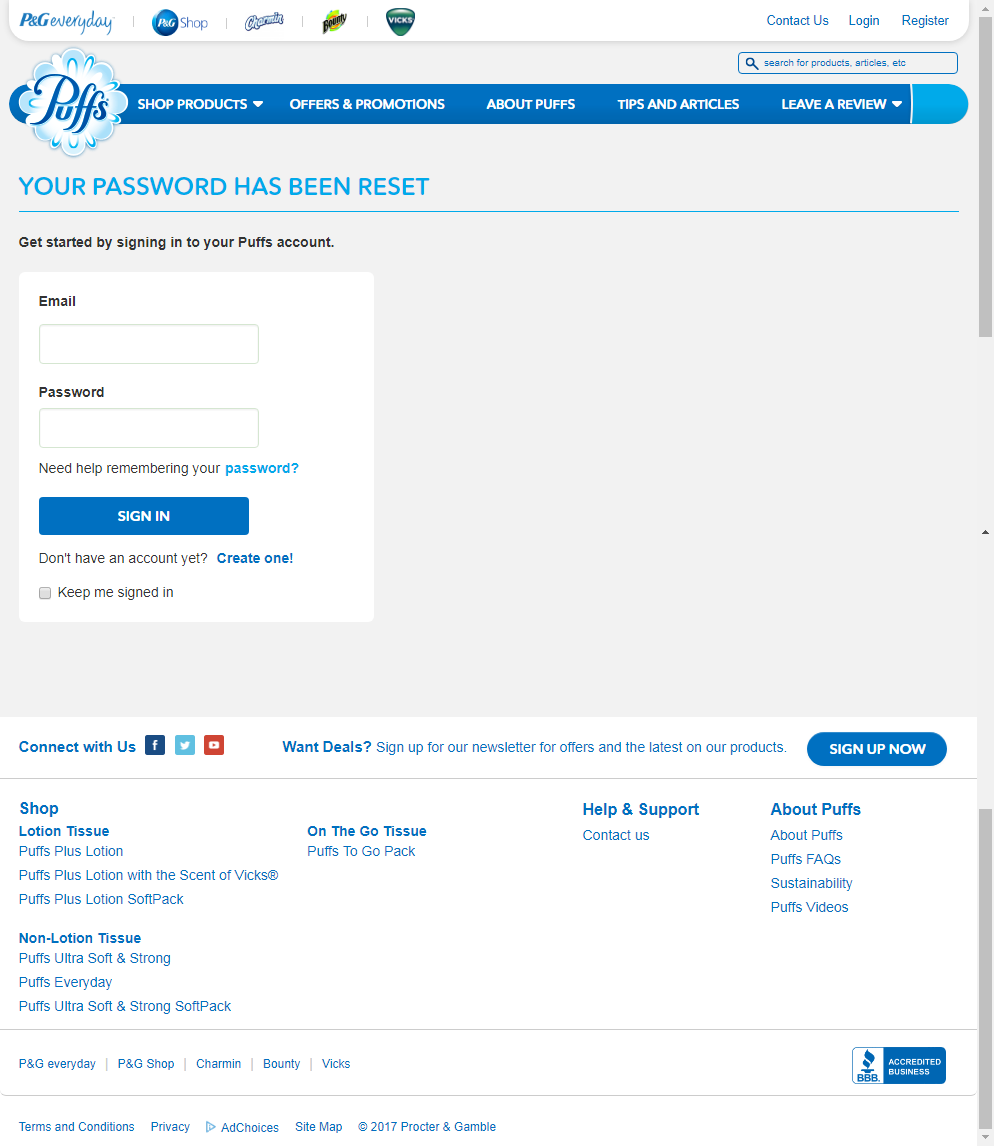 P&G everyday P&G Shop Charmin Bounty VICKS Contact Us Login Register
search for products, articles, etc
Puffs SHOP PRODUCTS OFFERS & PROMOTIONS ABOUT PUFFS TIPS AND ARTICLES LEAVE A REVIEW
YOUR PASSWORD HAS BEEN RESET
Get started by signing in to your Puffs account.
Email
Password
Need help remembering your password?
SIGN IN
Don't have an account yet? Create one!
Keep me signed in
Connect with Us Want Deals? Sign up for our newsletter for offers and the latest on our products. SIGN UP NOW
Shop
Lotion Tissue
Puffs Plus Lotion
Puffs Plus Lotion with the Scent of Vicks®
Puffs Plus Lotion SoftPack
Non-Lotion Tissue
Puffs Ultra Soft & Strong
Puffs Everyday
Puffs Ultra Soft & Strong SoftPack
On The Go Tissue
Puffs To Go Pack
Help & Support
Contact us
About Puffs
About Puffs
Puffs FAQs
Sustainability
Puffs Videos
P&G everyday | P&G Shop | Charmin | Bounty | Vicks
BBB. ACCREDITED
BUSINESS
Terms and Conditions Privacy AdChoices Site Map © 2017 Procter & Gamble